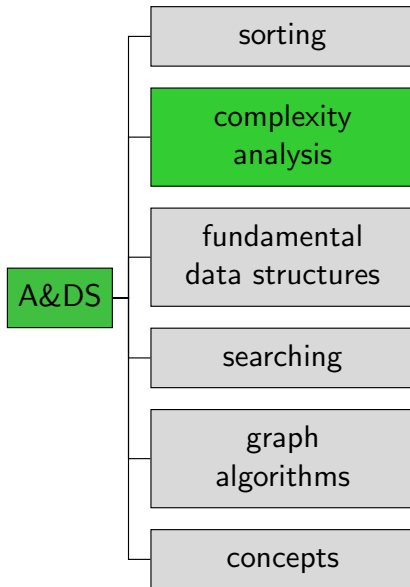 sorting
complexity
analysis
fundamental
data structures
A&DS
searching
graph
algorithms
concepts